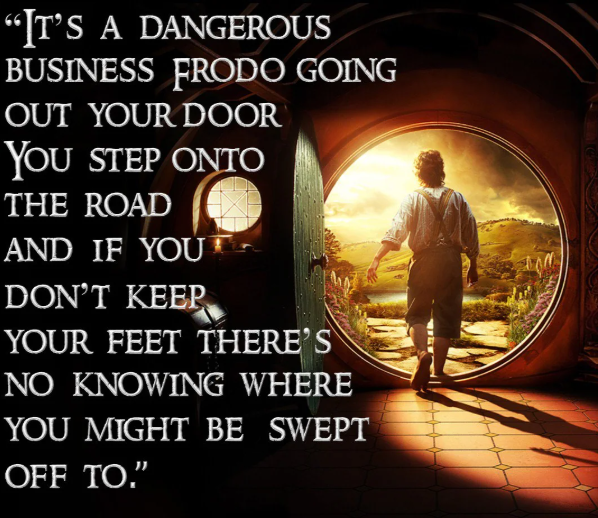 “It’s a dangerous
business Frodo going
out your door
You step onto
the road
and if you
don’t keep
your feet there’s
no knowing where
you might be swept
off to.”